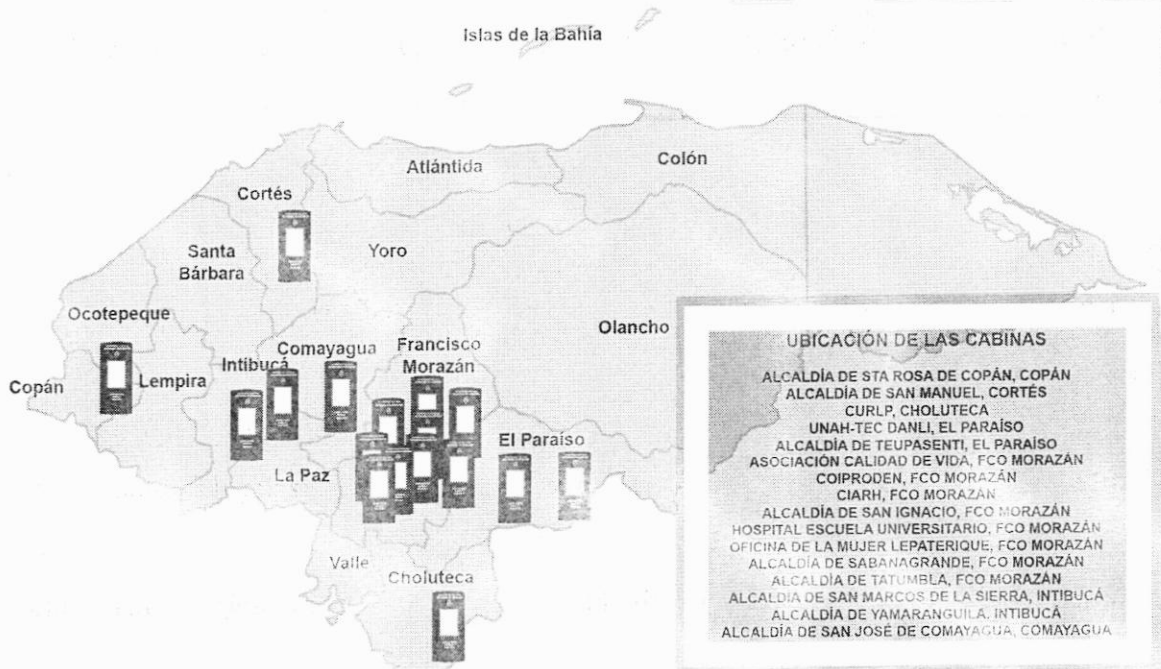 Islas de la Bahía
Atlántida
Colón
Cortés
Yoro
Santa
Bárbara
Ocotepeque
Olancho
Comayagua
Francisco
Morazán
Intibucá
Copán
Lempira
El Paraíso
La Paz
Valle
Choluteca
UBICACIÓN DE LAS CABINAS
ALCALDÍA DE STA ROSA DE COPÁN, COPÁN
ALCALDÍA DE SAN MANUEL, CORTÉS
CURLP, CHOLUTECA
UNAH-TEC DANLI, EL PARAÍSO
ALCALDÍA DE TEUPASENTI, EL PARAÍSO
ASOCIACIÓN CALIDAD DE VIDA, FCO MORAZÁN
COIPRODEN, FCO MORAZÁN
CIARH, FCO MORAZÁN
ALCALDÍA DE SAN IGNACIO, FCO MORAZÁN
HOSPITAL ESCUELA UNIVERSITARIO, FCO MORAZÁN
OFICINA DE LA MUJER LEPATERIQUE, FCO MORAZÁN
ALCALDÍA DE SABANAGRANDE, FCO MORAZÁN
ALCALDÍA DE TATUMBLA, FCO MORAZÁN
ALCALDÍA DE SAN MARCOS DE LA SIERRA, INTIBUCÁ
ALCALDÍA DE YAMARANGUILA, INTIBUCÁ
ALCALDÍA DE SAN JOSÉ DE COMAYAGUA, COMAYAGUA